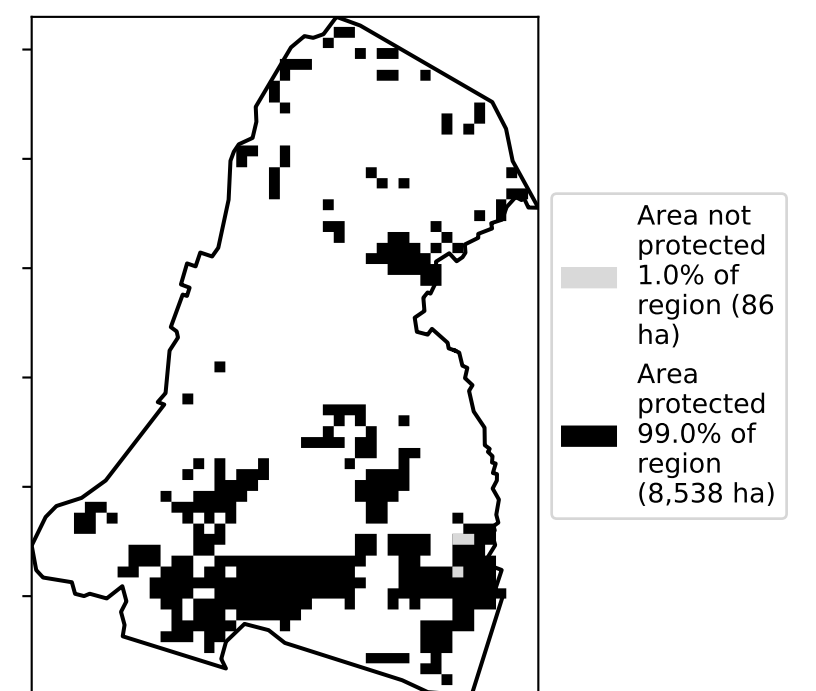 Area not
protected
1.0% of
region (86
ha)
Area
protected
99.0% of
region
(8,538 ha)